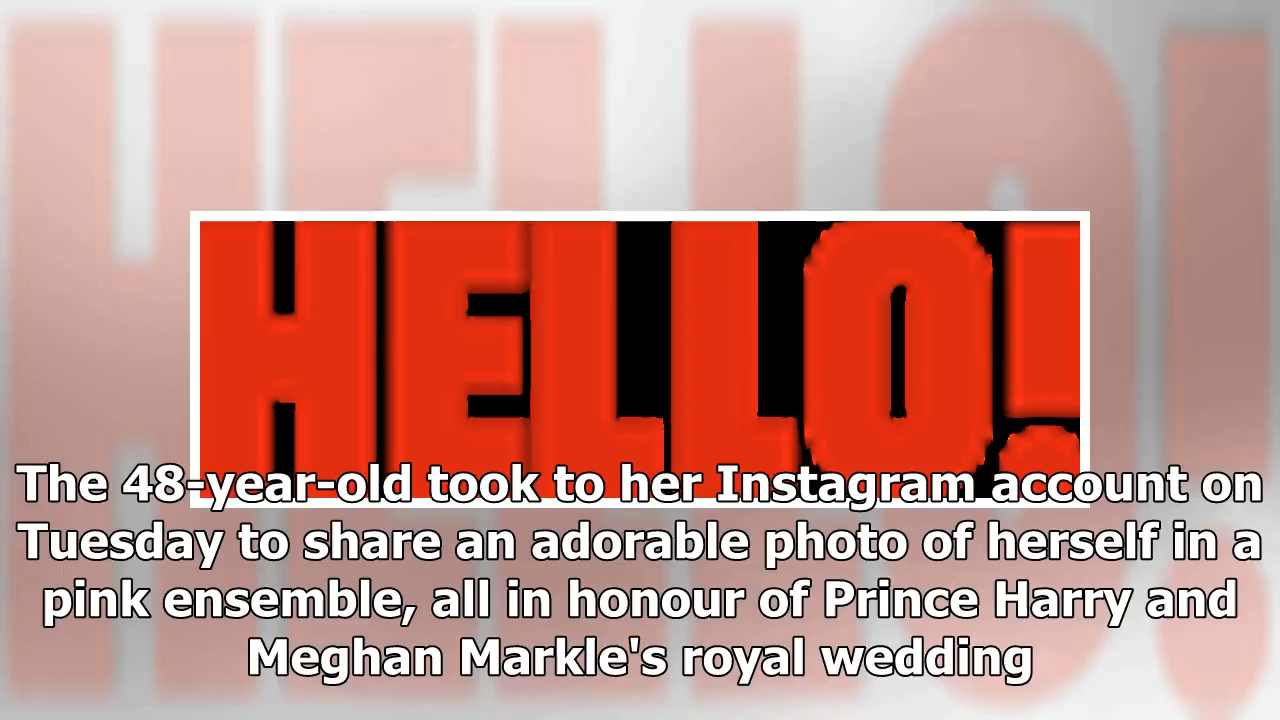 HELLO!
The 48-year-old took to her Instagram account on
Tuesday to share an adorable photo of herself in a
pink ensemble, all in honour of Prince Harry and
Meghan Markle's royal wedding